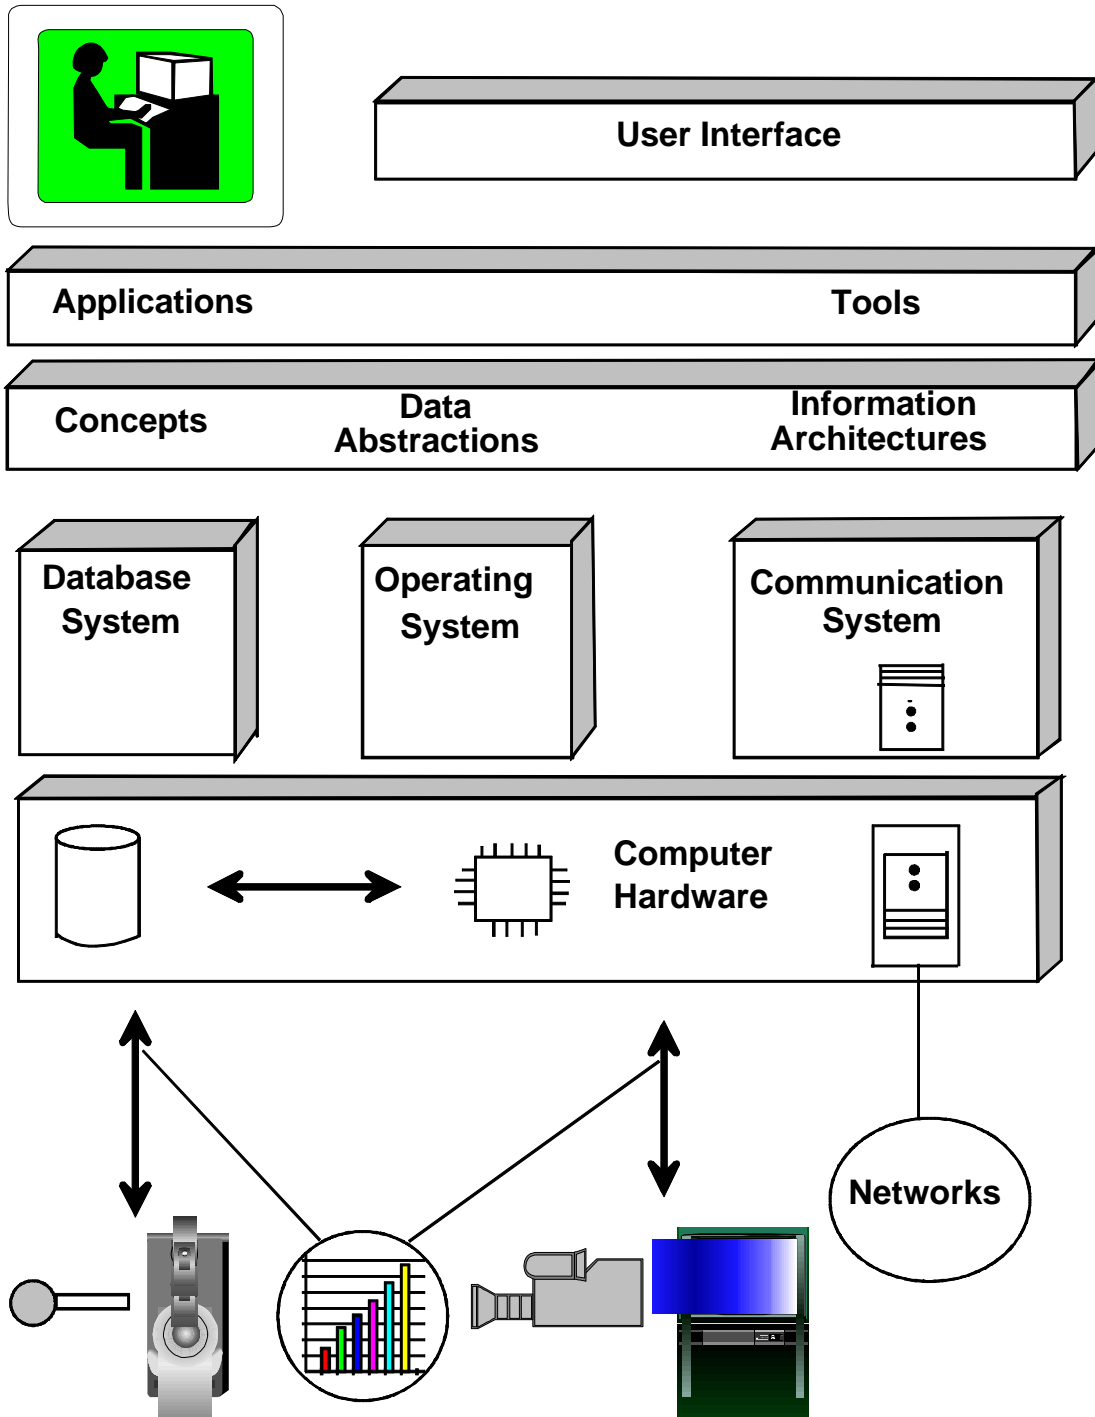 User Interface
Applications
Tools
Concepts
Data
Abstractions
Information
Architectures
Database
System
Operating
System
Communication
System
Computer
Hardware
Networks